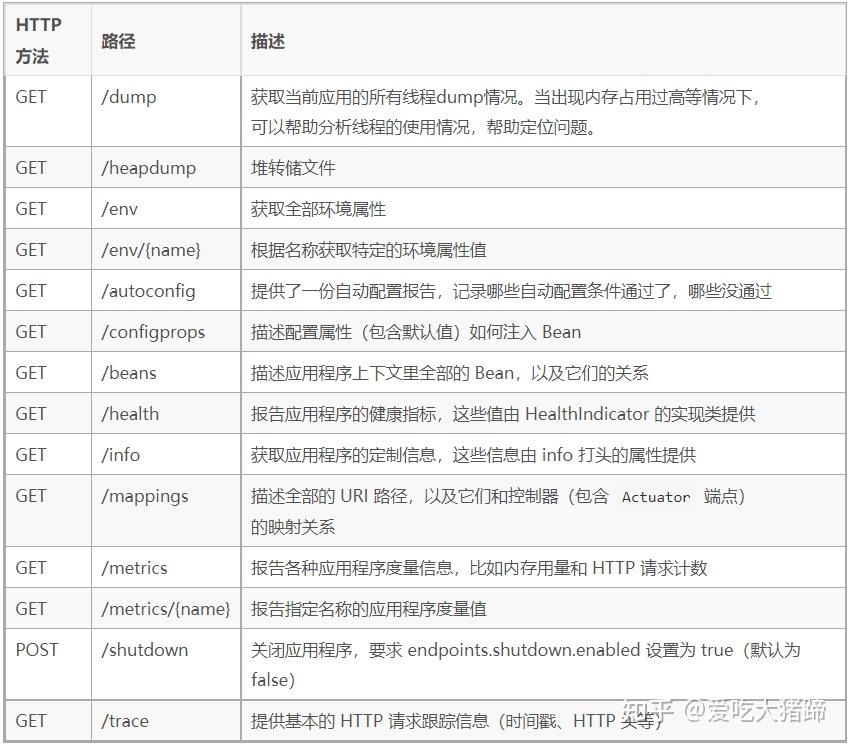 HTTP
方法
路径
描述
GET
/dump
获取当前应用的所有线程dump情况。当出现内存占用过高等情况下,
可以帮助分析线程的使用情况，帮助定位问题。
GET
/heapdump
堆转储文件
GET
/env
获取全部环境属性
GET
/env/{name}
根据名称获取特定的环境属性值
GET
/autoconfig
提供了一份自动配置报告，记录哪些自动配置条件通过了，哪些没通过
GET
/configprops
描述配置属性（包含默认值）如何注入 Bean
GET
/beans
描述应用程序上下文里全部的 Bean，以及它们的关系
GET
/health
报告应用程序的健康指标，这些值由 HealthIndicator 的实现类提供
GET
/info
获取应用程序的定制信息，这些信息由 info 打头的属性提供
GET
/mappings
描述全部的 URI 路径，以及它们和控制器（包含 Actuator 端点）
的映射关系
GET
/metrics
报告各种应用程序度量信息，比如内存用量和 HTTP 请求计数
GET
/metrics/{name}
报告指定名称的应用程序度量值
POST
/shutdown
关闭应用程序，要求 endpoints.shutdown.enabled 设置为 true（默认为
false）
GET
/trace
提供基本的 HTTP 请求跟踪信息（时间戳、HTTP 头等）
知乎 @爱吃大猪蹄